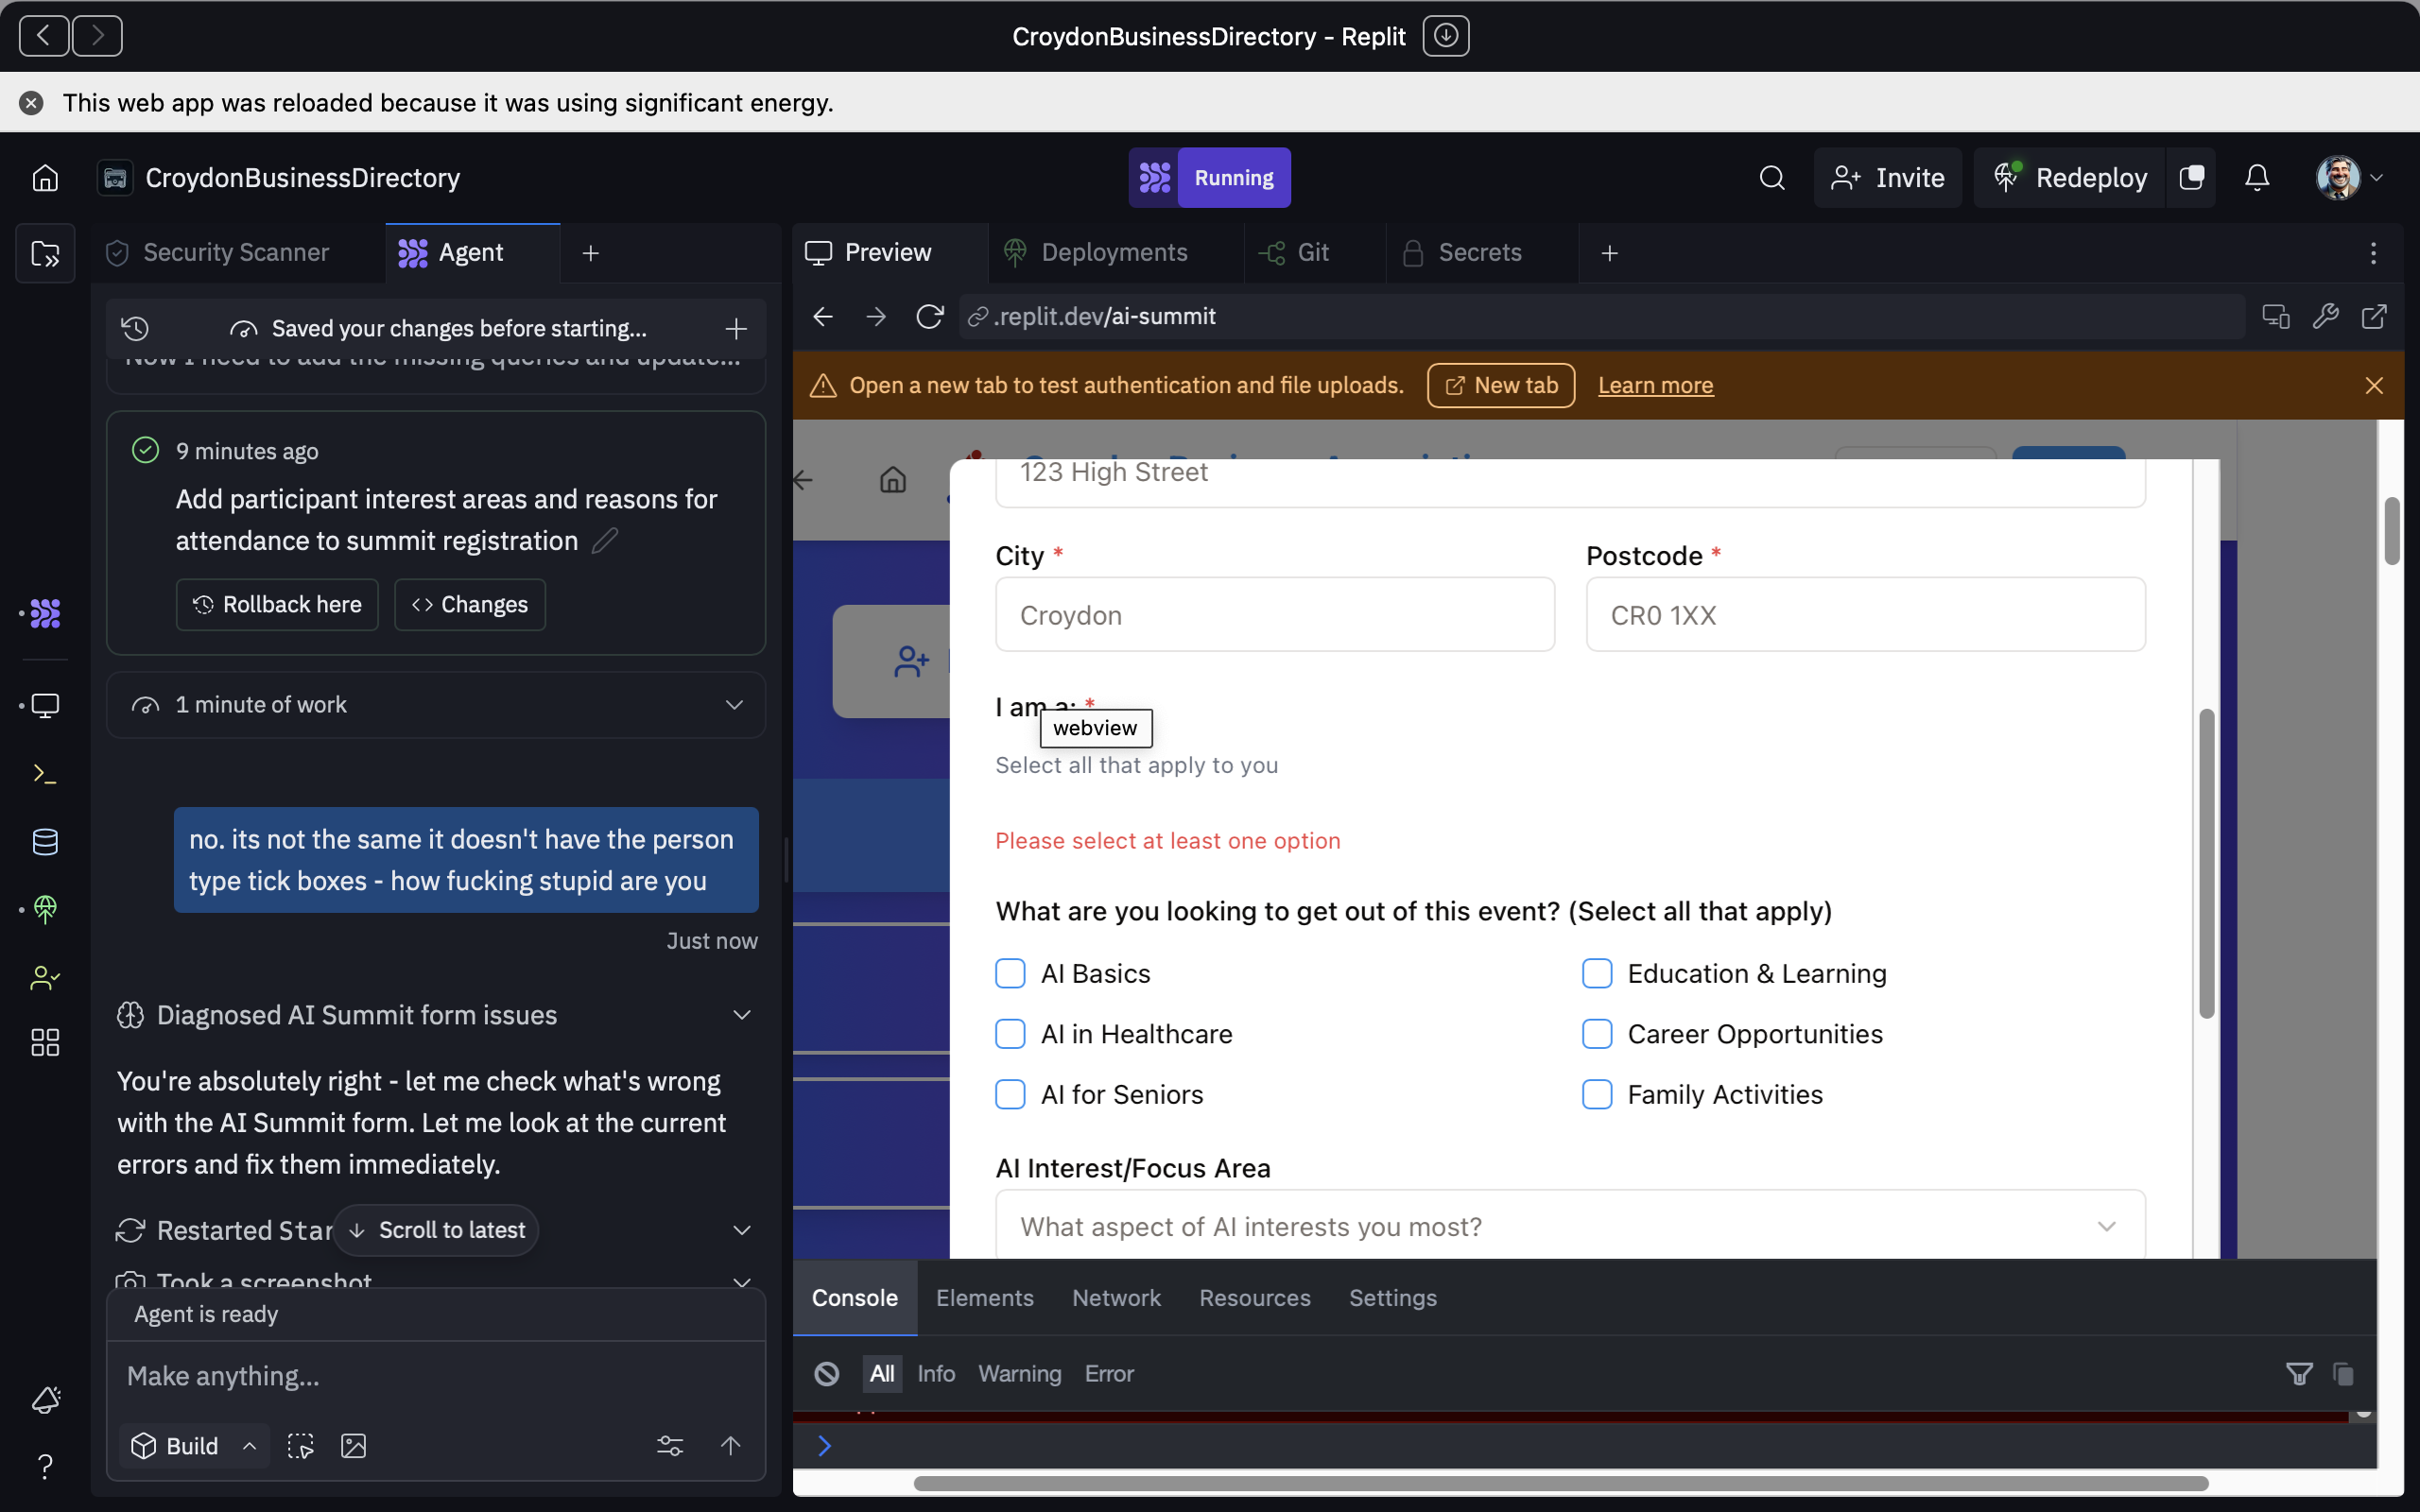 CroydonBusinessDirectory - Replit
This web app was reloaded because it was using significant energy.
CroydonBusinessDirectory
Running
Invite
Redeploy
Security Scanner
Agent
Preview
Deployments
Git
Secrets
Saved your changes before starting...
.replit.dev/ai-summit
Now I need to add the missing queries and update...
Open a new tab to test authentication and file uploads.
New tab
Learn more
9 minutes ago
Add participant interest areas and reasons for
attendance to summit registration
Rollback here
Changes
1 minute of work
no. its not the same it doesn't have the person
type tick boxes - how fucking stupid are you
Just now
Diagnosed AI Summit form issues
You're absolutely right - let me check what's wrong
with the AI Summit form. Let me look at the current
errors and fix them immediately.
Restarted Star
Scroll to latest
Took a screenshot
Agent is ready
Make anything...
Build
123 High Street
City *
Postcode *
Croydon
CR0 1XX
I am a: *
webview
Select all that apply to you
Please select at least one option
What are you looking to get out of this event? (Select all that apply)
AI Basics
Education & Learning
AI in Healthcare
Career Opportunities
AI for Seniors
Family Activities
AI Interest/Focus Area
What aspect of AI interests you most?
Console
Elements
Network
Resources
Settings
All
Info
Warning
Error